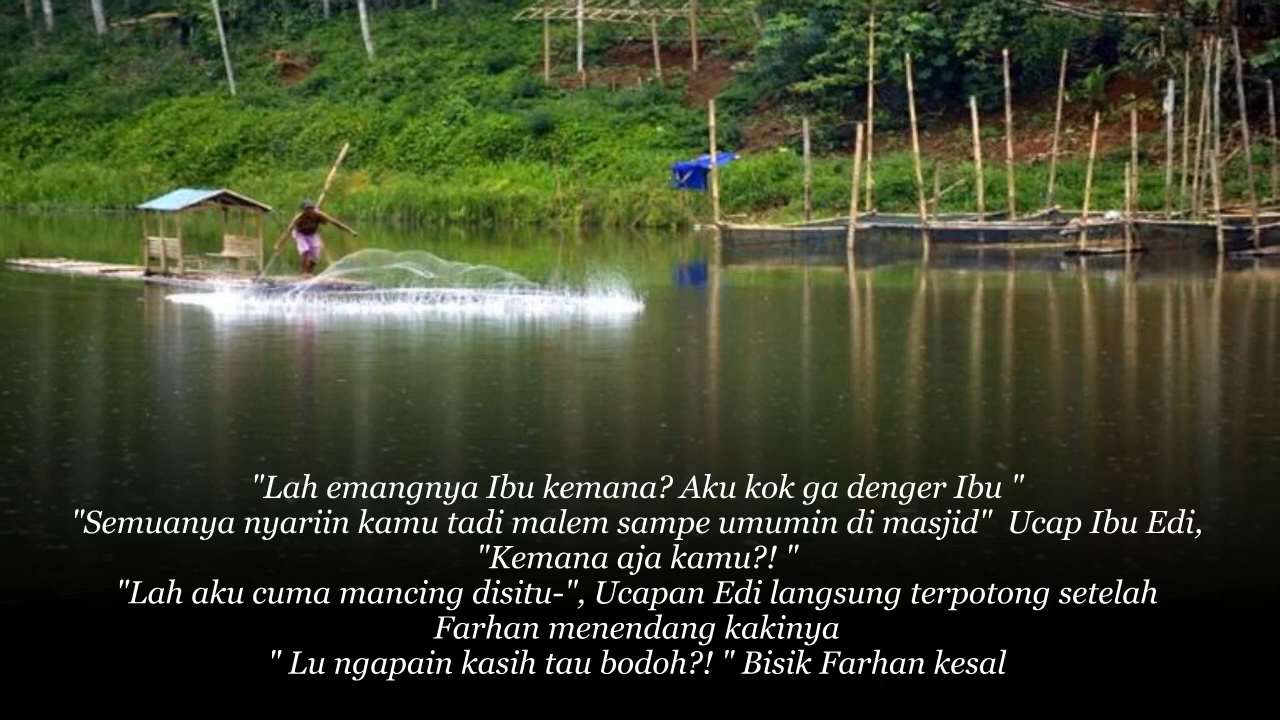 "Lah emangnya Ibu kemana? Aku kok ga denger Ibu "
"Semuanya nyariin kamu tadi malem sampe umumin di masjid"  Ucap Ibu Edi,
"Kemana aja kamu?! "
"Lah aku cuma mancing disitu-", Ucapan Edi langsung terpotong setelah
Farhan menendang kakinya
" Lu ngapain kasih tau bodoh?! " Bisik Farhan kesal